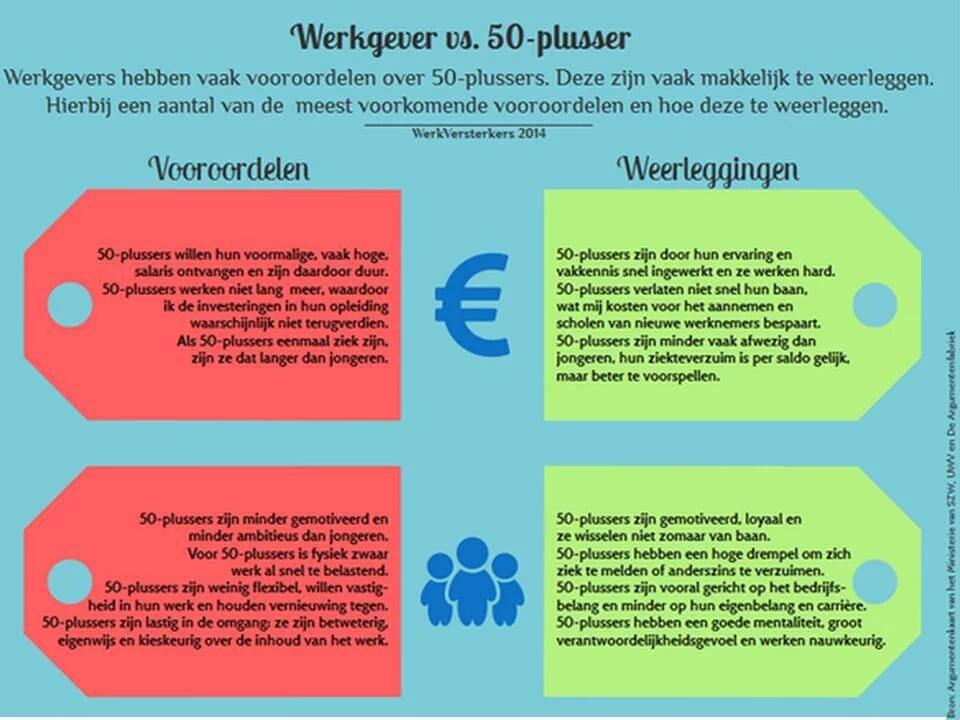 Werkgever vs. 50-plusser
Werkgevers hebben vaak vooroordelen over 50-plussers. Deze zijn vaak makkelijk te weerleggen.
Hierbij een aantal van de meest voorkomende vooroordelen en hoe deze te weerleggen.
WerkVersterkers 2014
Vooroordelen
50-plussers willen hun voormalige, vaak hoge,
salaris ontvangen en zijn daardoor duur.
50-plussers werken niet lang meer, waardoor
ik de investeringen in hun opleiding
waarschijnlijk niet terugverdien.
Als 50-plussers eenmaal ziek zijn,
zijn ze dat langer dan jongeren.
€
Weerleggingen
50-plussers zijn door hun ervaring en
vakkennis snel ingewerkt en ze werken hard.
50-plussers verlaten niet snel hun baan,
wat mij kosten voor het aannemen en
scholen van nieuwe werknemers bespaart.
50-plussers zijn minder vaak afwezig dan
jongeren, hun ziekteverzuim is per saldo gelijk,
maar beter te voorspellen.
50-plussers zijn minder gemotiveerd en
minder ambitieus dan jongeren.
Voor 50-plussers is fysiek zwaar
werk al snel te belastend.
50-plussers zijn weinig flexibel, willen vastig-
heid in hun werk en houden vernieuwing tegen.
50-plussers zijn lastig in de omgang; ze zijn betweterig,
eigenwijs en kieskeurig over de inhoud van het werk.
50-plussers zijn gemotiveerd, loyaal en
ze wisselen niet zomaar van baan.
50-plussers hebben een hoge drempel om zich
ziek te melden of anderszins te verzuimen.
50-plussers zijn vooral gericht op het bedrijfs-
belang en minder op hun eigenbelang en carrière.
50-plussers hebben een goede mentaliteit, groot
verantwoordelijkheidsgevoel en werken nauwkeurig.
Bron: Argumentenkaart van het Ministerie van SZW, UWV en De Argumentenfabriek